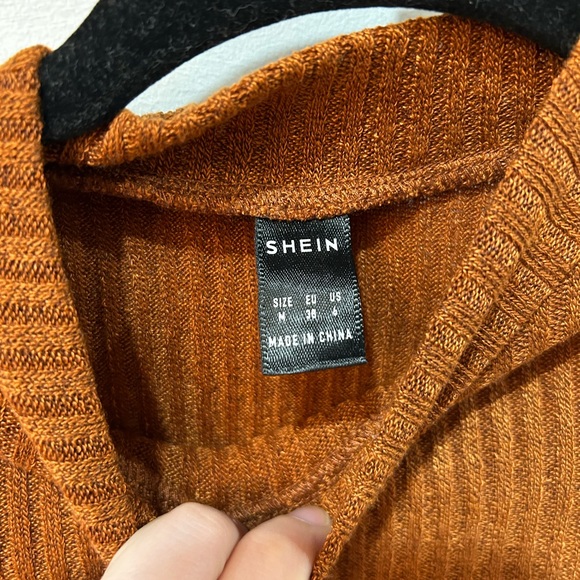 SHEIN
SIZE EU US
M 38 6
MADE IN CHINA